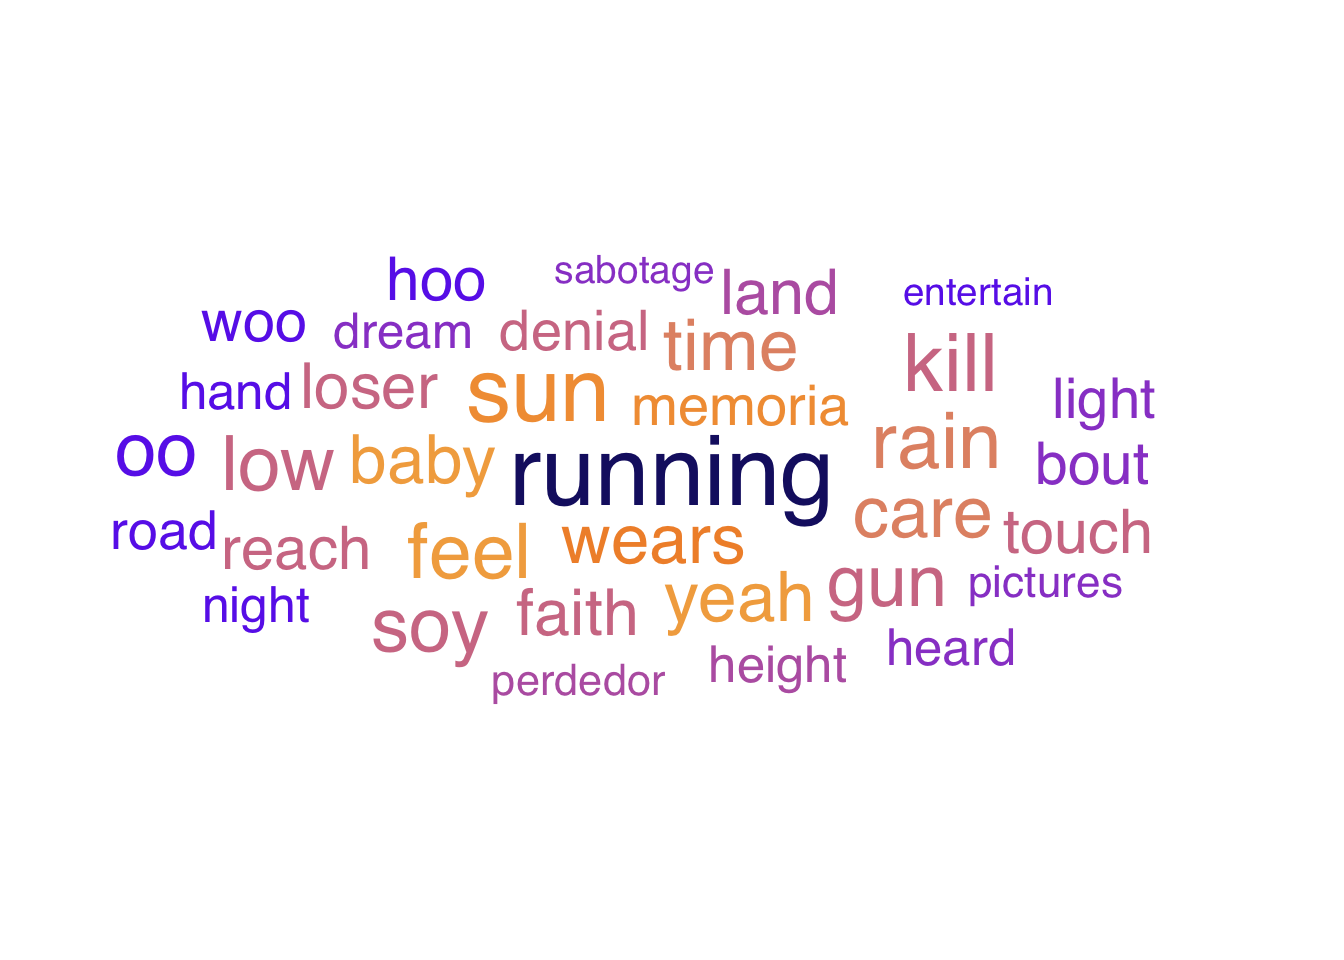 hoo sabotage land entertain
woo dream denial time kill
hand loser sun memoria light
oo low baby running rain bout
road reach feel wears care touch
night soy faith yeah gun pictures
perdedor height heard